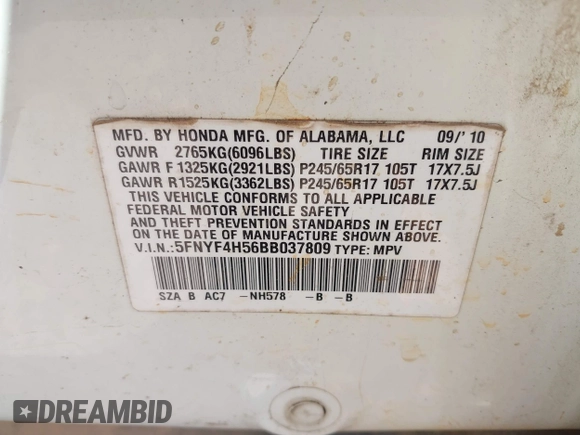 MFD. BY HONDA MFG. OF ALABAMA, LLC 09/'10
GVWR 2765KG(6096LBS) TIRE SIZE RIM SIZE
GAWR F 1325KG(2921LBS) P245/65R17 105T 17X7.5J
GAWR R1525KG(3362LBS) P245/65R17 105T 17X7.5J
THIS VEHICLE CONFORMS TO ALL APPLICABLE
FEDERAL MOTOR VEHICLE SAFETY
AND THEFT PREVENTION STANDARDS IN EFFECT
ON THE DATE OF MANUFACTURE SHOWN ABOVE.
V.I.N.:5FNYF4H56BB037809 TYPE: MPV
SZA B AC7 -NH578 -B -B
DREAMBID